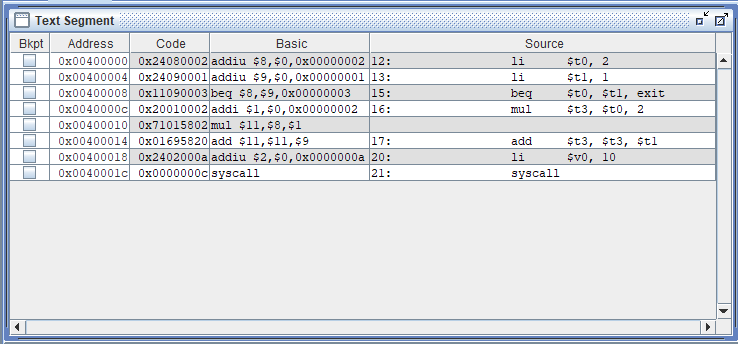 Text Segment
Bkpt Address Code Basic Source
0x00400000 0x24080002 addiu $8,$0,0x00000002 12: li $t0, 2
0x00400004 0x24090001 addiu $9,$0,0x00000001 13: li $t1, 1
0x00400008 0x11090003 beq $8,$9,0x00000003 15: beq $t0, $t1, exit
0x0040000c 0x20010002 addi $1,$0,0x00000002 16: mul $t3, $t0, 2
0x00400010 0x71015802 mul $11,$8,$1
0x00400014 0x01695820 add $11,$11,$9 17: add $t3, $t3, $t1
0x00400018 0x2402000a addiu $2,$0,0x0000000a 20: li $v0, 10
0x0040001c 0x0000000c syscall 21: syscall